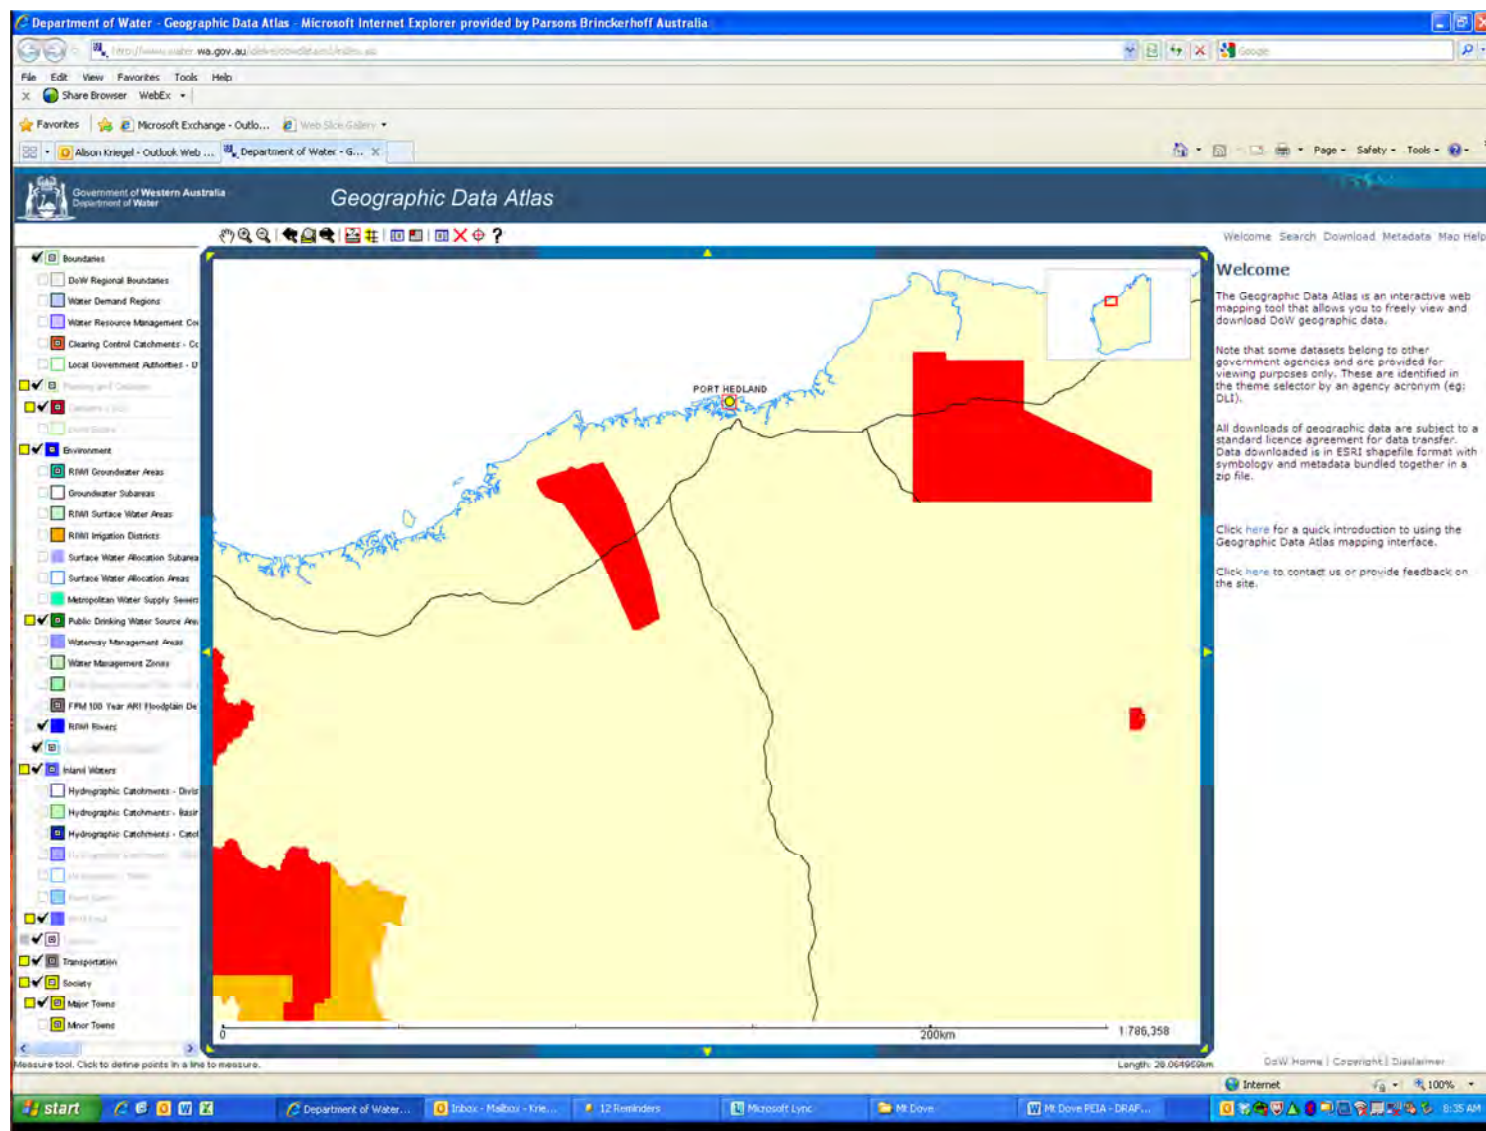 Department of Water - Geographic Data Atlas - Microsoft Internet Explorer provided by Parsons Brinckerhoff Australia
wa.gov.au
Google
File Edit View Favorites Tools Help
x Share Browser WebEx
Favorites Microsoft Exchange - Outlo... Web Slice Gallery
Alison Kriegel - Outlook Web ... Department of Water - G... X
Page Safety Tools
Government of Western Australia
Department of Water
Geographic Data Atlas
Welcome Search Download Metadata Map Help
Boundaries
DoW Regional Boundaries
Water Demand Regions
Water Resource Management Co
Clearing Control Catchments - Cc
Local Government Authorities - D
Environment
RIWI Groundwater Areas
Groundwater Subareas
RIWI Surface Water Areas
RIWI Irrigation Districts
Surface Water Allocation Subarea
Surface Water Allocation Areas
Metropolitan Water Supply Sewer
Public Drinking Water Source Are
Waterway Management Areas
Water Management Zones
FPM 100 Year ARI Floodplain De
RIWI Rivers
Inland Waters
Hydrographic Catchments - Divis
Hydrographic Catchments - Basin
Hydrographic Catchments - Catch
Transportation
Society
Major Towns
Minor Towns
PORT HEDLAND
0
200km
1:786,358
Welcome
The Geographic Data Atlas is an interactive web
mapping tool that allows you to freely view and
download DoW geographic data.
Note that some datasets belong to other
government agencies and are provided for
viewing purposes only. These are identified in
the theme selector by an agency acronym (eg:
DLI).
All downloads of geographic data are subject to a
standard licence agreement for data transfer.
Data downloaded is in ESRI shapefile format with
symbology and metadata bundled together in a
zip file.
Click here for a quick introduction to using the
Geographic Data Atlas mapping interface.
Click here to contact us or provide feedback on
the site.
DoW Home | Copyright | Disclaimer
Measure tool. Click to define points in a line to measure.
Length: 28.064959km
Internet
100%
start
Department of Water...
Inbox - Mailbox - Krie...
12 Reminders
Microsoft Lync
Mt Dove
Mt Dove PEIA - DRAF...
8:35 AM